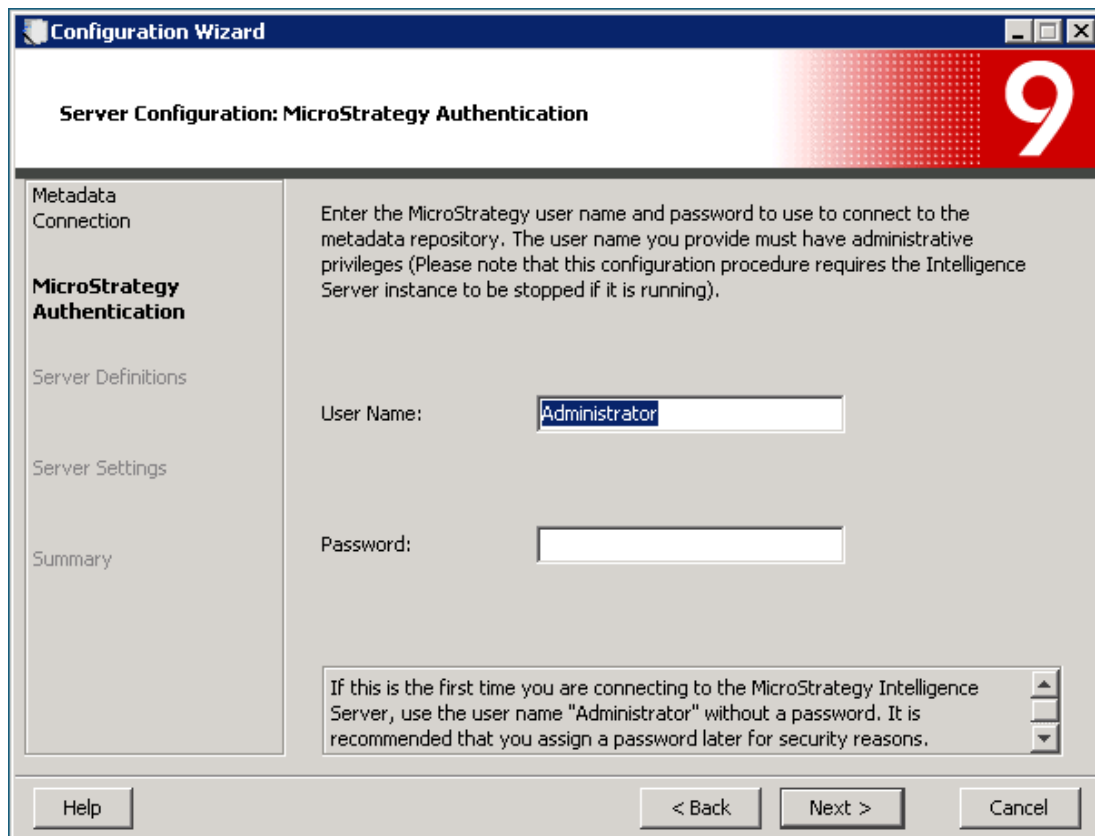 Configuration Wizard
Server Configuration: MicroStrategy Authentication
9
Metadata
Connection
MicroStrategy
Authentication
Server Definitions
Server Settings
Summary
Enter the MicroStrategy user name and password to use to connect to the
metadata repository. The user name you provide must have administrative
privileges (Please note that this configuration procedure requires the Intelligence
Server instance to be stopped if it is running).
User Name:
Administrator
Password:
If this is the first time you are connecting to the MicroStrategy Intelligence
Server, use the user name "Administrator" without a password. It is
recommended that you assign a password later for security reasons.
Help
< Back
Next >
Cancel